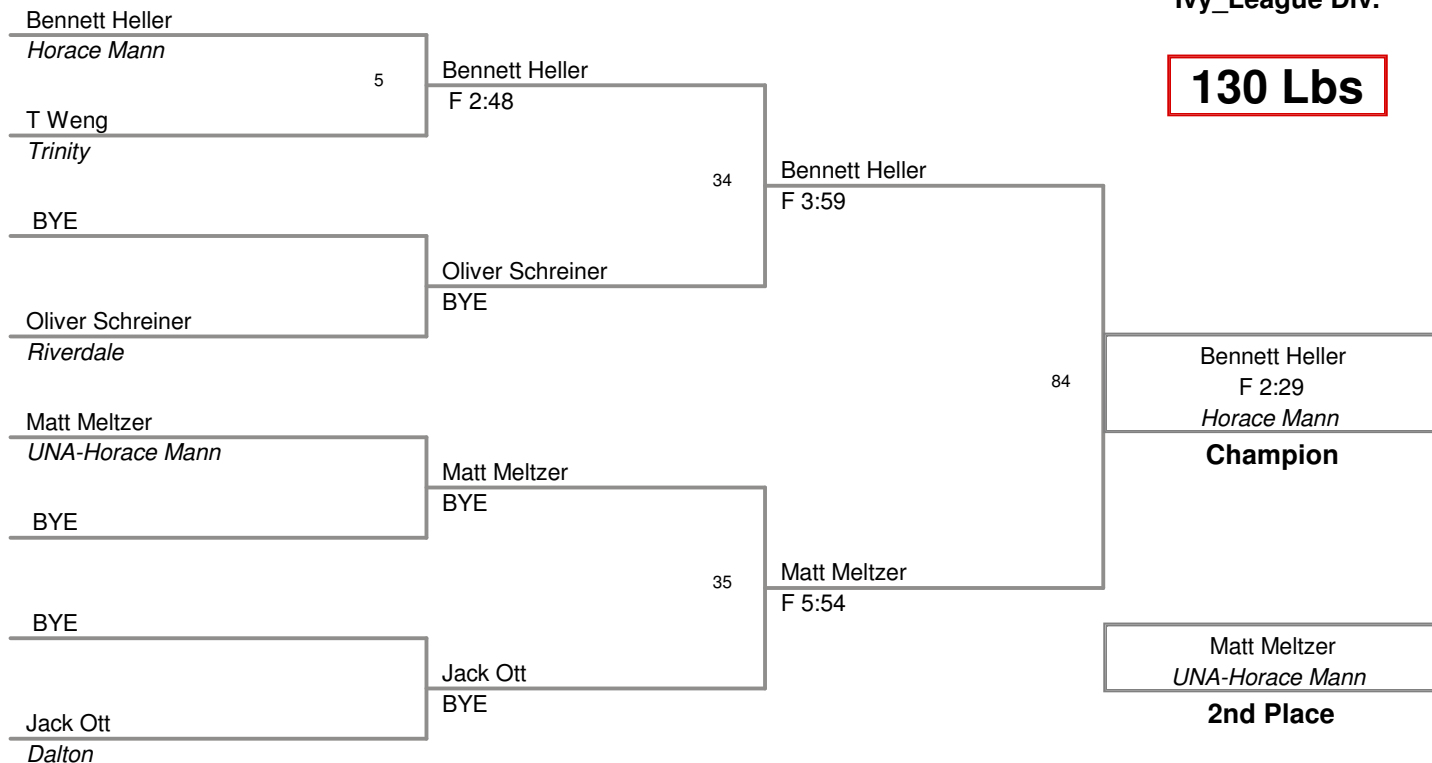 Ivy_League Div.
130 Lbs
Bennett Heller
Horace Mann
5
T Weng
Trinity
BYE
Oliver Schreiner
Riverdale
Matt Meltzer
UNA-Horace Mann
BYE
BYE
Jack Ott
Dalton
Bennett Heller
F 2:48
34
Oliver Schreiner
BYE
Matt Meltzer
BYE
35
Jack Ott
BYE
Bennett Heller
F 3:59
84
Matt Meltzer
F 5:54
Bennett Heller
F 2:29
Horace Mann
Champion
Matt Meltzer
UNA-Horace Mann
2nd Place